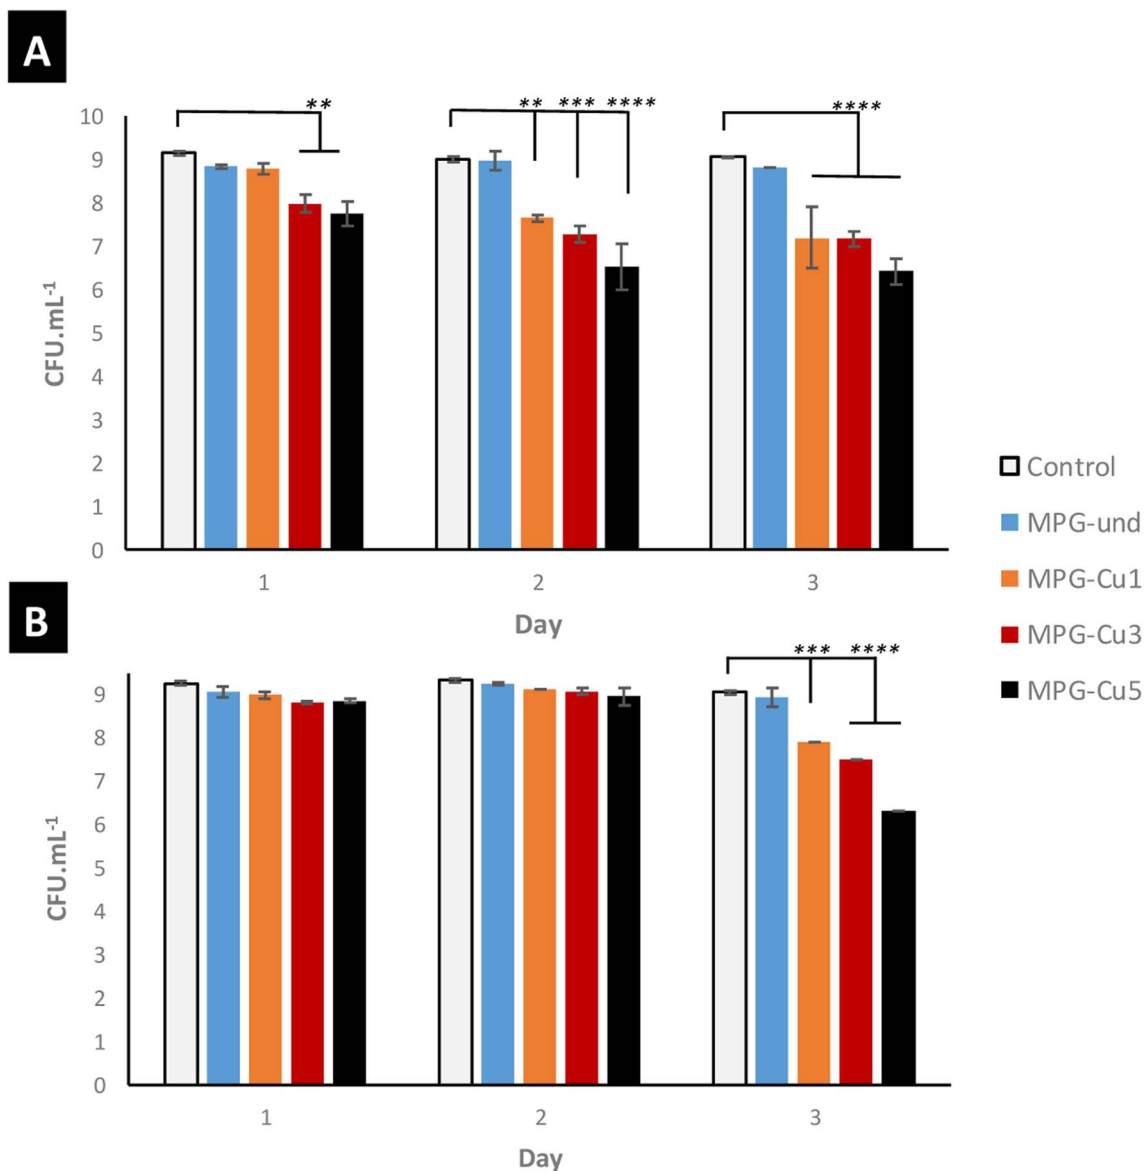 A
** ** *** **** ****
10
9
8
7
6
5
4
3
2
1
0
CFU.mL-1
1 2 3
Day
Control
MPG-und
MPG-Cu1
MPG-Cu3
MPG-Cu5
B
*** ****
9
8
7
6
5
4
3
2
1
0
CFU.mL-1
1 2 3
Day